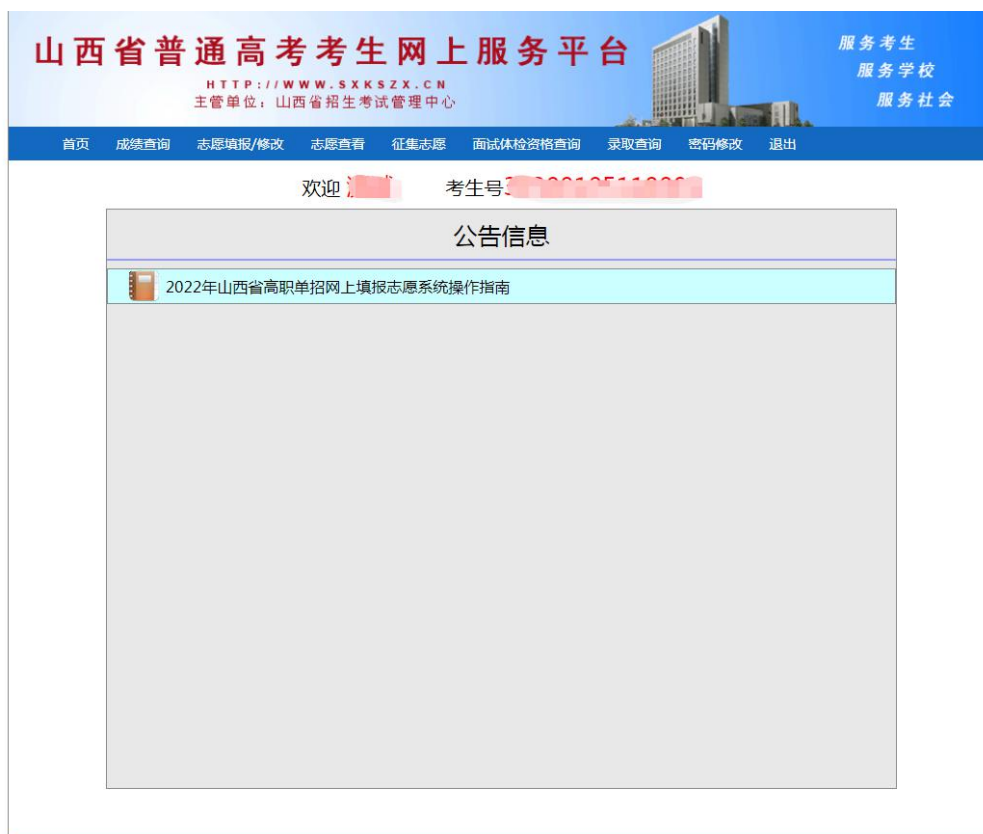 山西省普通高考考生网上服务平台
HTTP://WWW.SXKSZX.CN
主管单位：山西省招生考试管理中心
服务考生
服务学校
服务社会
首页 成绩查询 志愿填报/修改 志愿查看 征集志愿 面试体检资格查询 录取查询 密码修改 退出
欢迎 考生号
公告信息
2022年山西省高职单招网上填报志愿系统操作指南